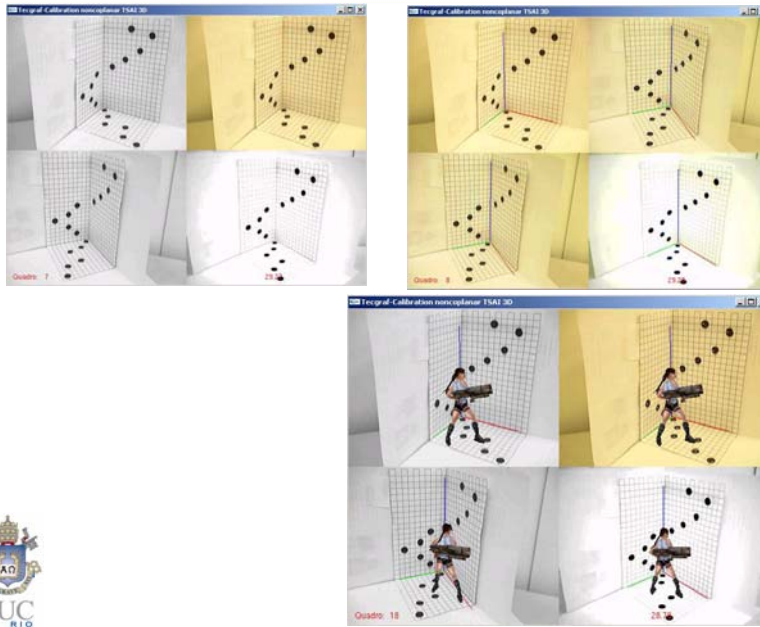 Tecgraf-Calibration noncoplanar TSAI 3D
Quadro: 7
Tecgraf-Calibration noncoplanar TSAI 3D
Quadro: 8
Tecgraf-Calibration noncoplanar TSAI 3D
Quadro: 18
ΑΩ
UC
RIO